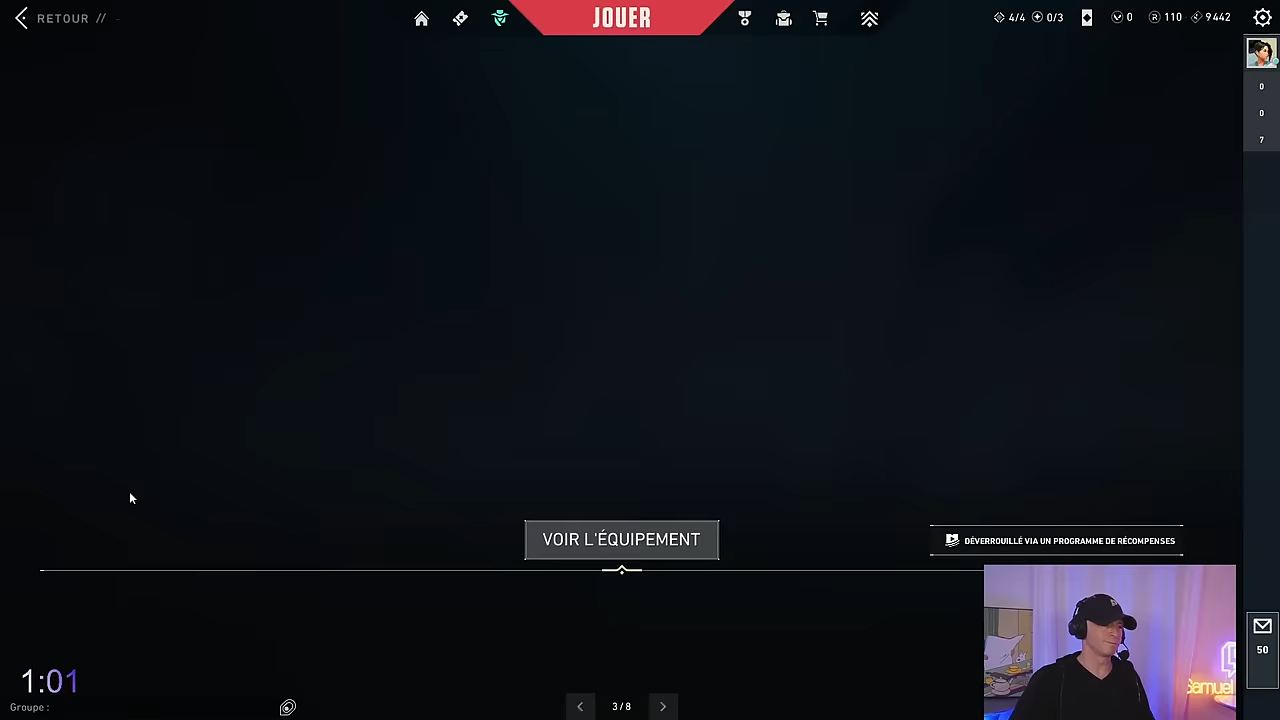 RETOUR //
JOUER
4/4
0/3
0
110
9442
0
0
7
VOIR L'ÉQUIPEMENT
DÉVERROUILLÉ VIA UN PROGRAMME DE RÉCOMPENSES
50
1:01
Groupe :
3/8
Samuel